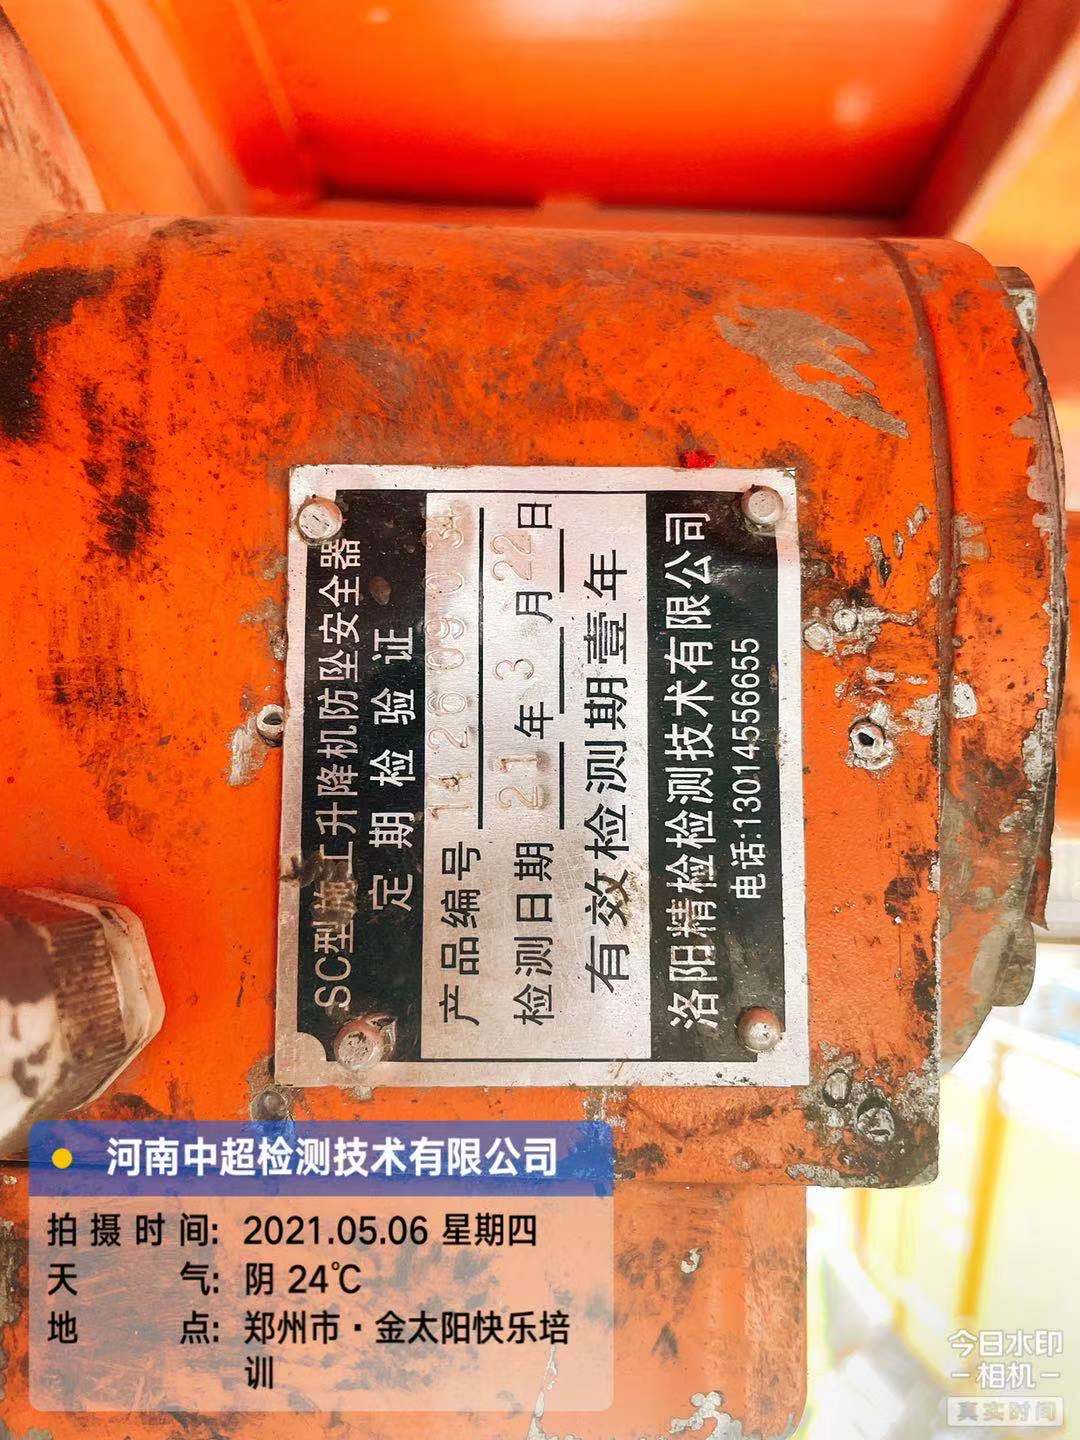 SC型施工升降机防坠安全器
定期检验证
产品编号 14260903
检测日期 21年3月22日
有效检测期壹年
洛阳精检检测技术有限公司
电话:13014556655
河南中超检测技术有限公司
拍摄时间: 2021.05.06 星期四
天气: 阴 24℃
地点: 郑州市·金太阳快乐培
训
今日水印
相机
真实时间